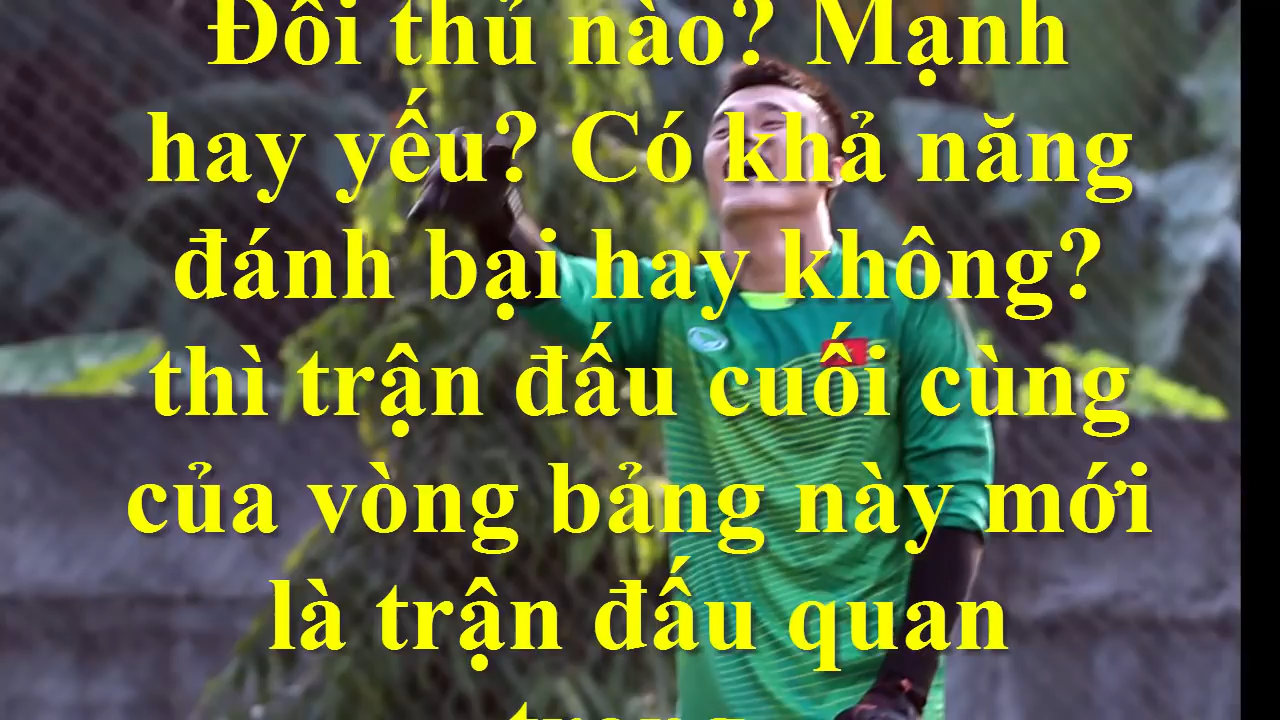 Đối thủ nào? Mạnh
hay yếu? Có khả năng
đánh bại hay không?
thì trận đấu cuối cùng
của vòng bảng này mới
là trận đấu quan